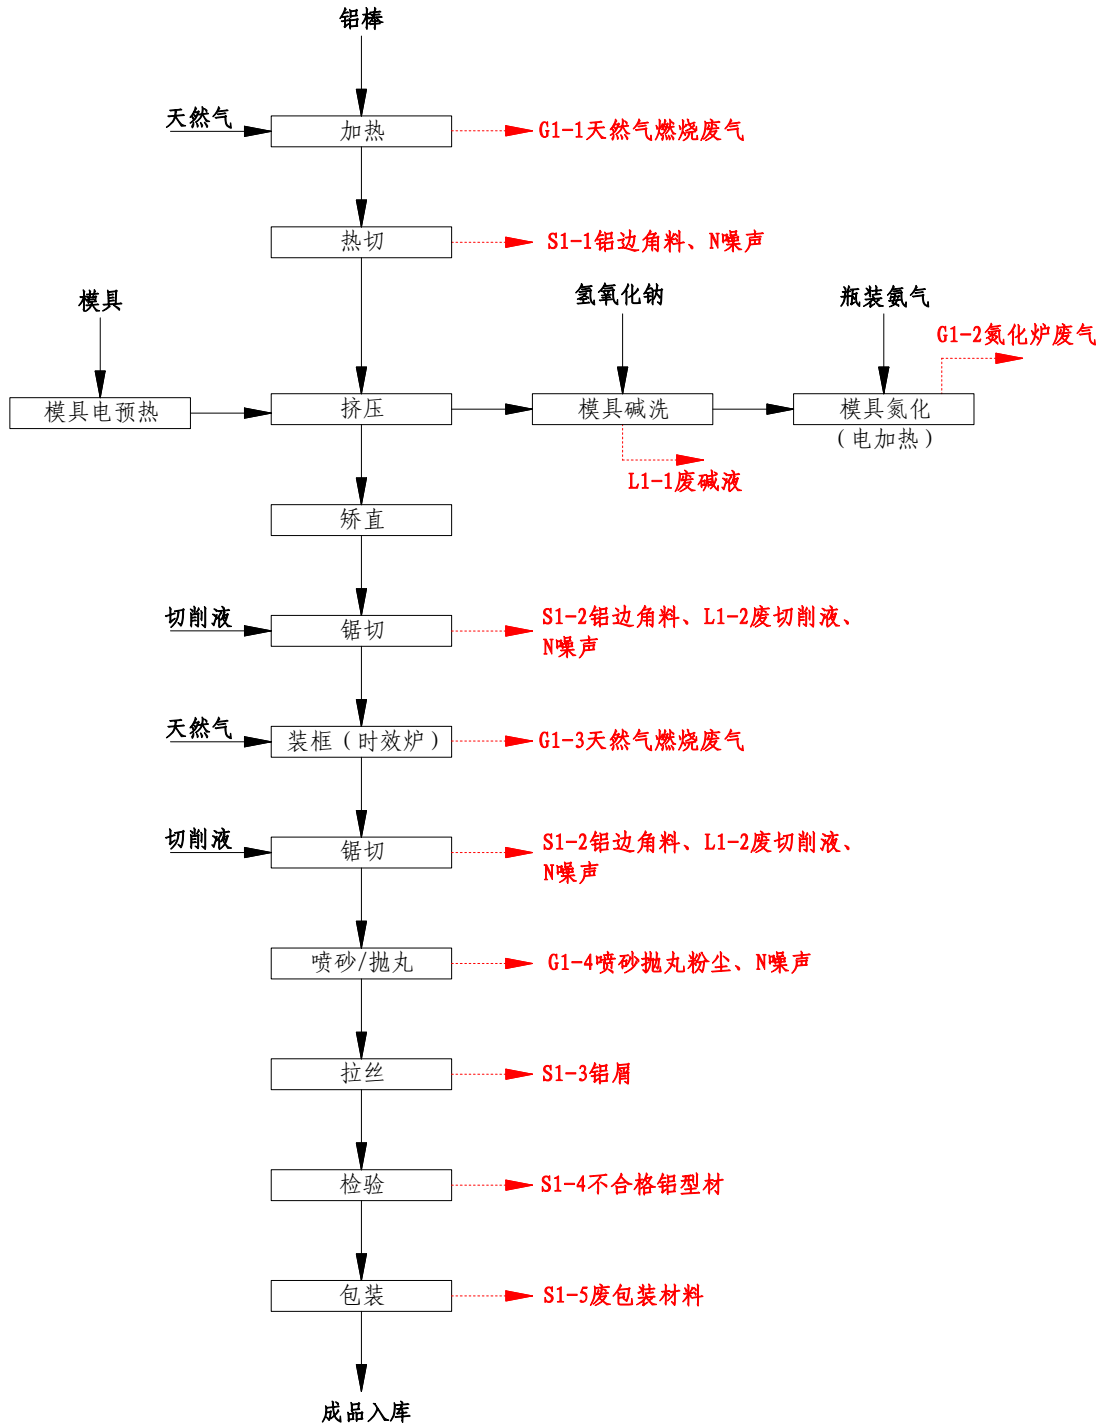 铝棒
天然气
加热
G1-1天然气燃烧废气
热切
S1-1铝边角料、N噪声
模具
氢氧化钠
瓶装氨气
G1-2氮化炉废气
模具电预热
挤压
模具碱洗
模具氮化
(电加热)
L1-1废碱液
矫直
切削液
锯切
S1-2铝边角料、L1-2废切削液、
N噪声
天然气
装框(时效炉)
G1-3天然气燃烧废气
切削液
锯切
S1-2铝边角料、L1-2废切削液、
N噪声
喷砂/抛丸
G1-4喷砂抛丸粉尘、N噪声
拉丝
S1-3铝屑
检验
S1-4不合格铝型材
包装
S1-5废包装材料
成品入库